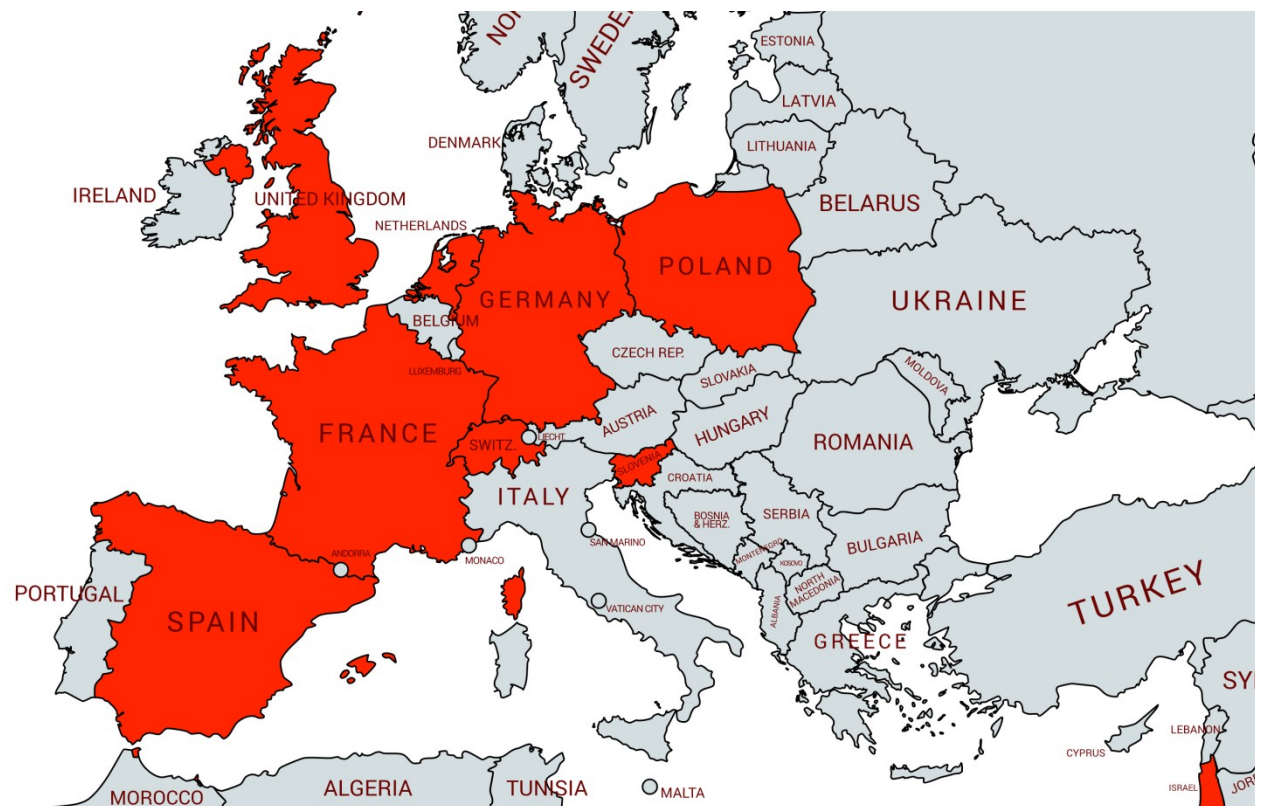 NO
SWEDEN
ESTONIA
LATVIA
DENMARK
LITHUANIA
IRELAND
UNITED KINGDOM
BELARUS
NETHERLANDS
POLAND
GERMANY
UKRAINE
BELGIUM
CZECH REP.
LUXEMBURG
SLOVAKIA
MOLDOVA
AUSTRIA
HUNGARY
FRANCE
SWITZ.
LIECHT.
ROMANIA
SLOVENIA
CROATIA
ITALY
BOSNIA
& HERZ.
SERBIA
SAN MARINO
BULGARIA
ANDORRA
MONACO
MONTENEGRO
KOSOVO
NORTH
MACEDONIA
PORTUGAL
SPAIN
VATICAN CITY
ALBANIA
TURKEY
GREECE
SY
LEBANON
CYPRUS
ISRAEL
JOR
ALGERIA
TUNISIA
MALTA
MOROCCO